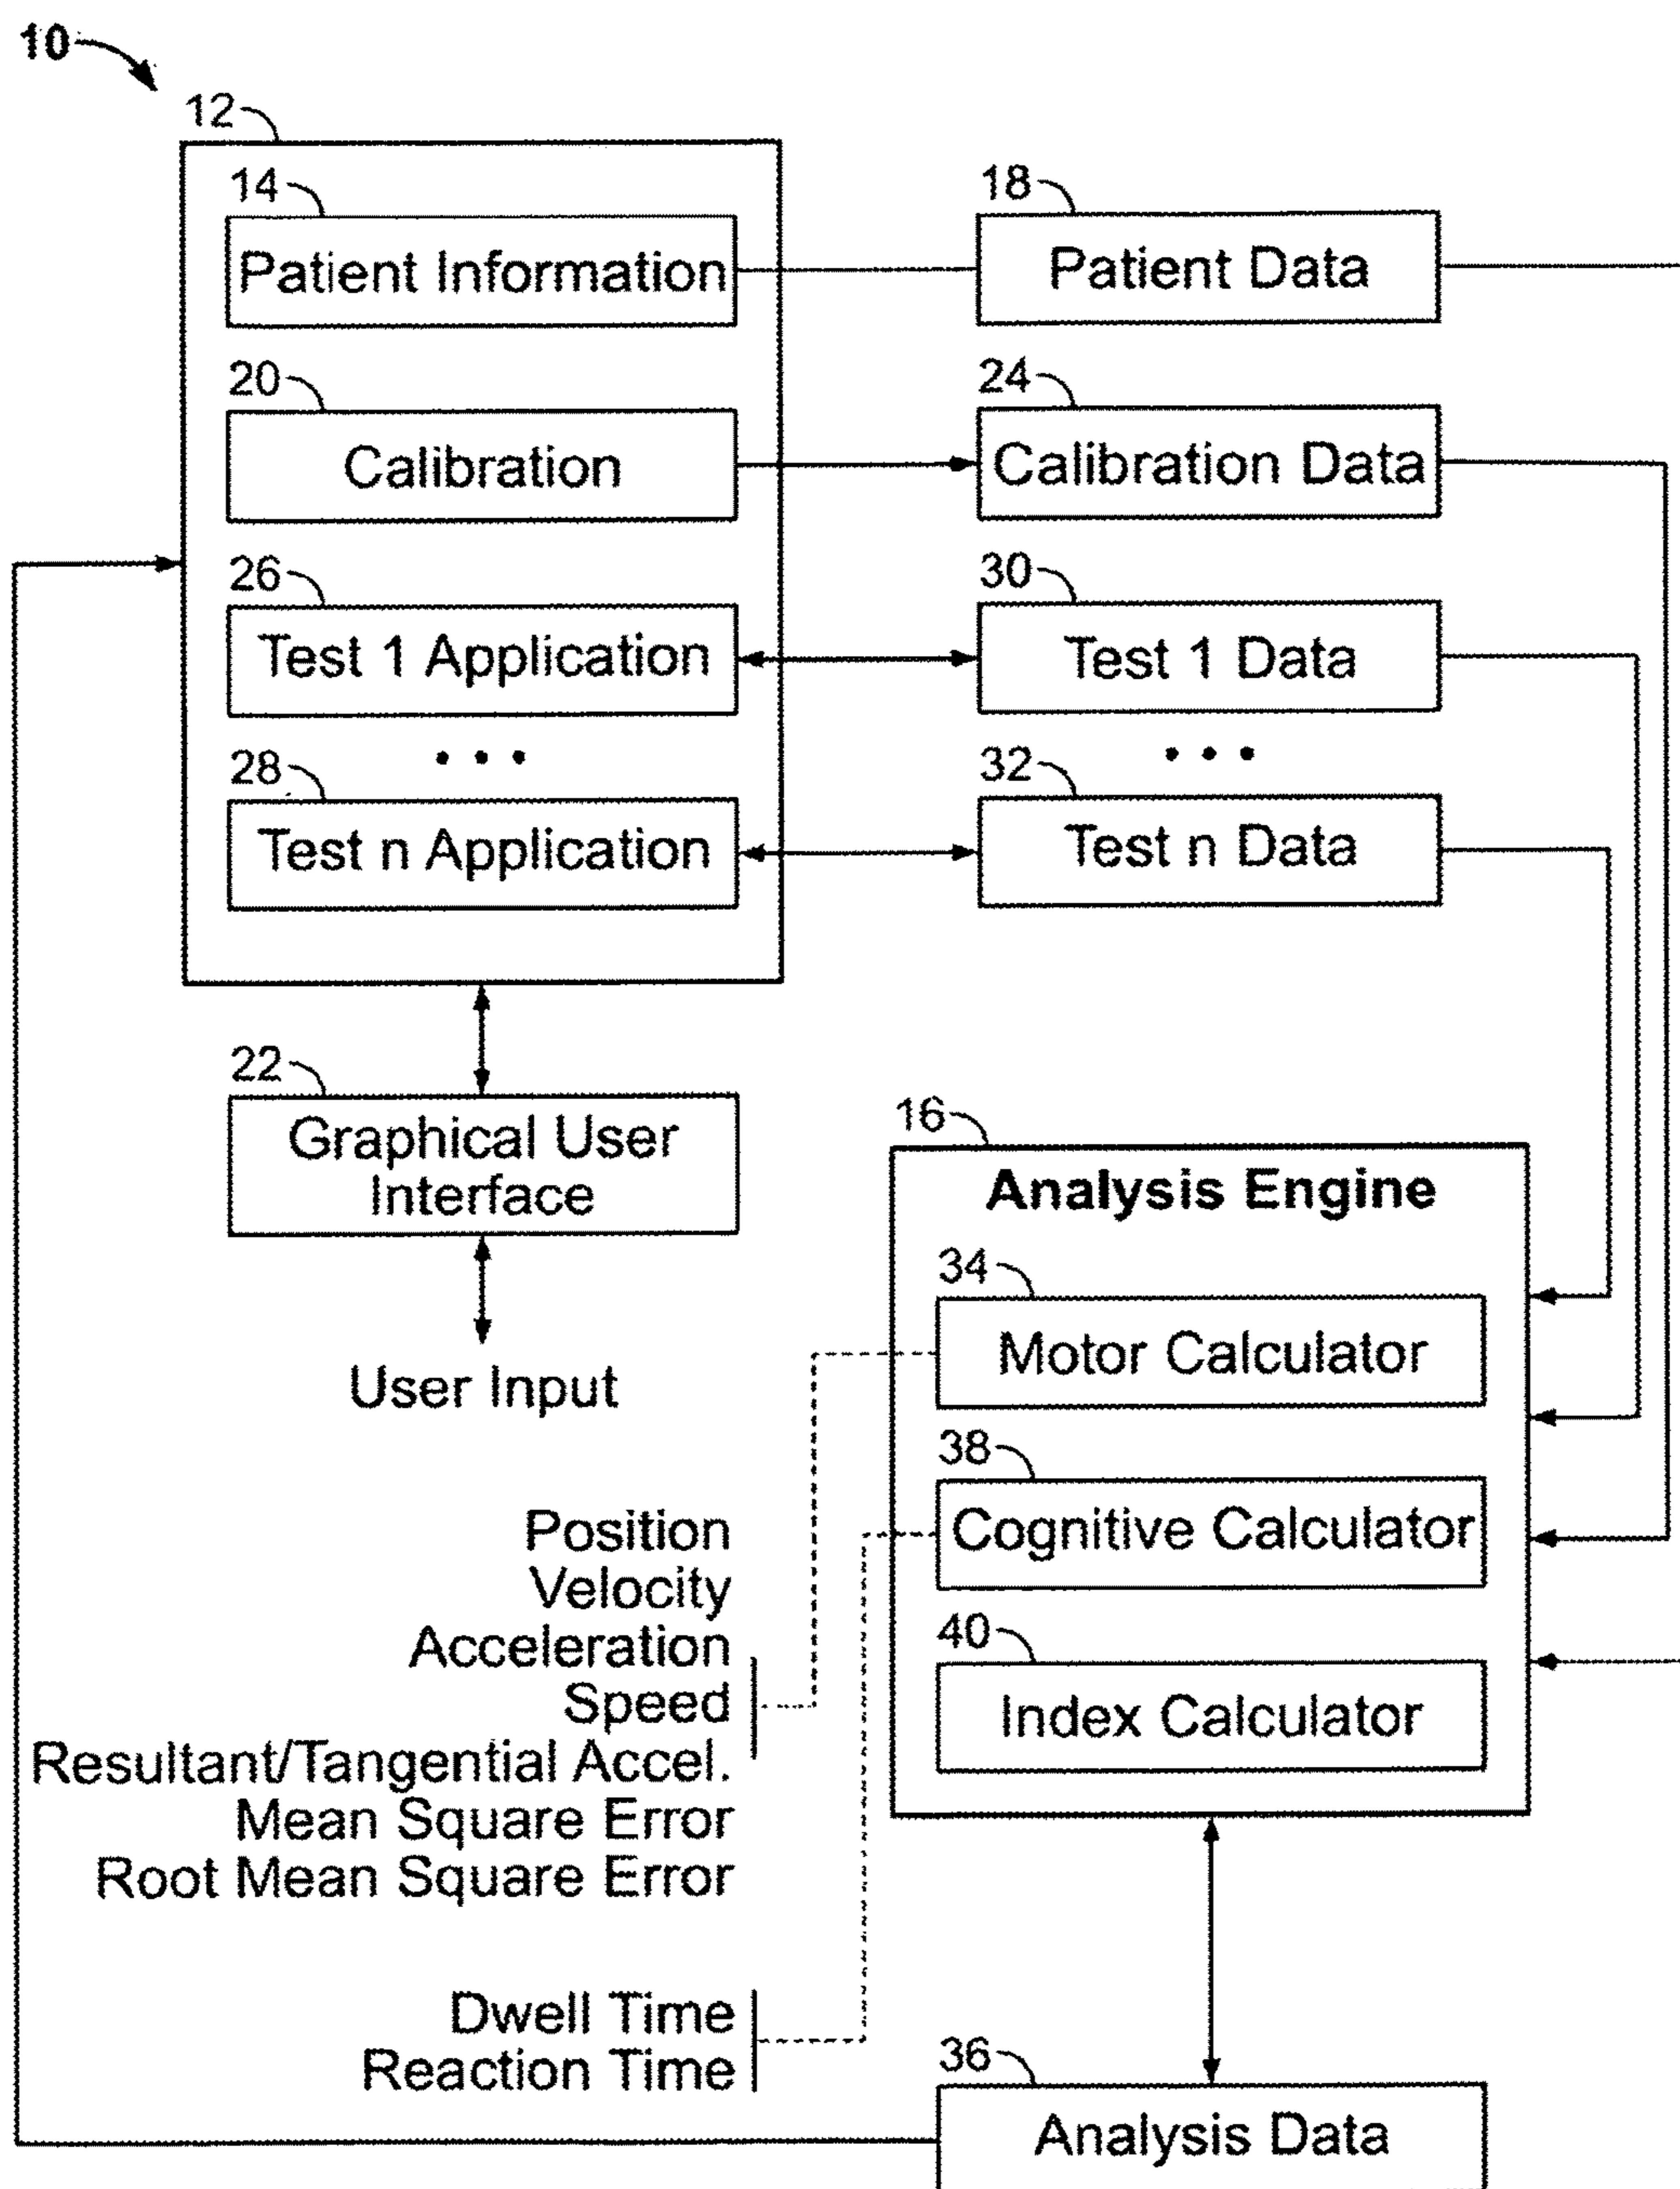 10
12
14
Patient Information
18
Patient Data
20
Calibration
24
Calibration Data
26
Test 1 Application
30
Test 1 Data
• • •
• • •
28
Test n Application
32
Test n Data
22
Graphical User
Interface
User Input
16
Analysis Engine
34
Motor Calculator
38
Cognitive Calculator
40
Index Calculator
Position
Velocity
Acceleration
Speed
Resultant/Tangential Accel.
Mean Square Error
Root Mean Square Error
Dwell Time
Reaction Time
36
Analysis Data